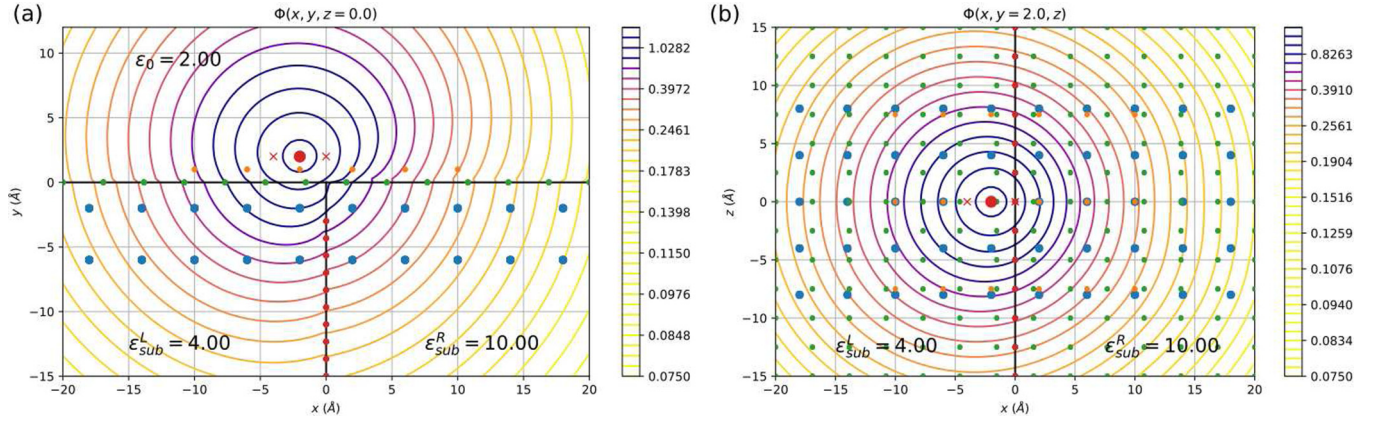 (a)
Φ(x, y, z = 0.0)
ε₀ = 2.00
10
5
0
−5
−10
−15
y (Å)
εᴸsub = 4.00
εᴿsub = 10.00
−20 −15 −10 −5 0 5 10 15 20
x (Å)
1.0282
0.3972
0.2461
0.1783
0.1398
0.1150
0.0976
0.0848
0.0750
(b)
Φ(x, y = 2.0, z)
15
10
5
0
−5
−10
−15
z (Å)
εᴸsub = 4.00
εᴿsub = 10.00
−20 −15 −10 −5 0 5 10 15 20
x (Å)
0.8263
0.3910
0.2561
0.1904
0.1516
0.1259
0.1076
0.0940
0.0834
0.0750